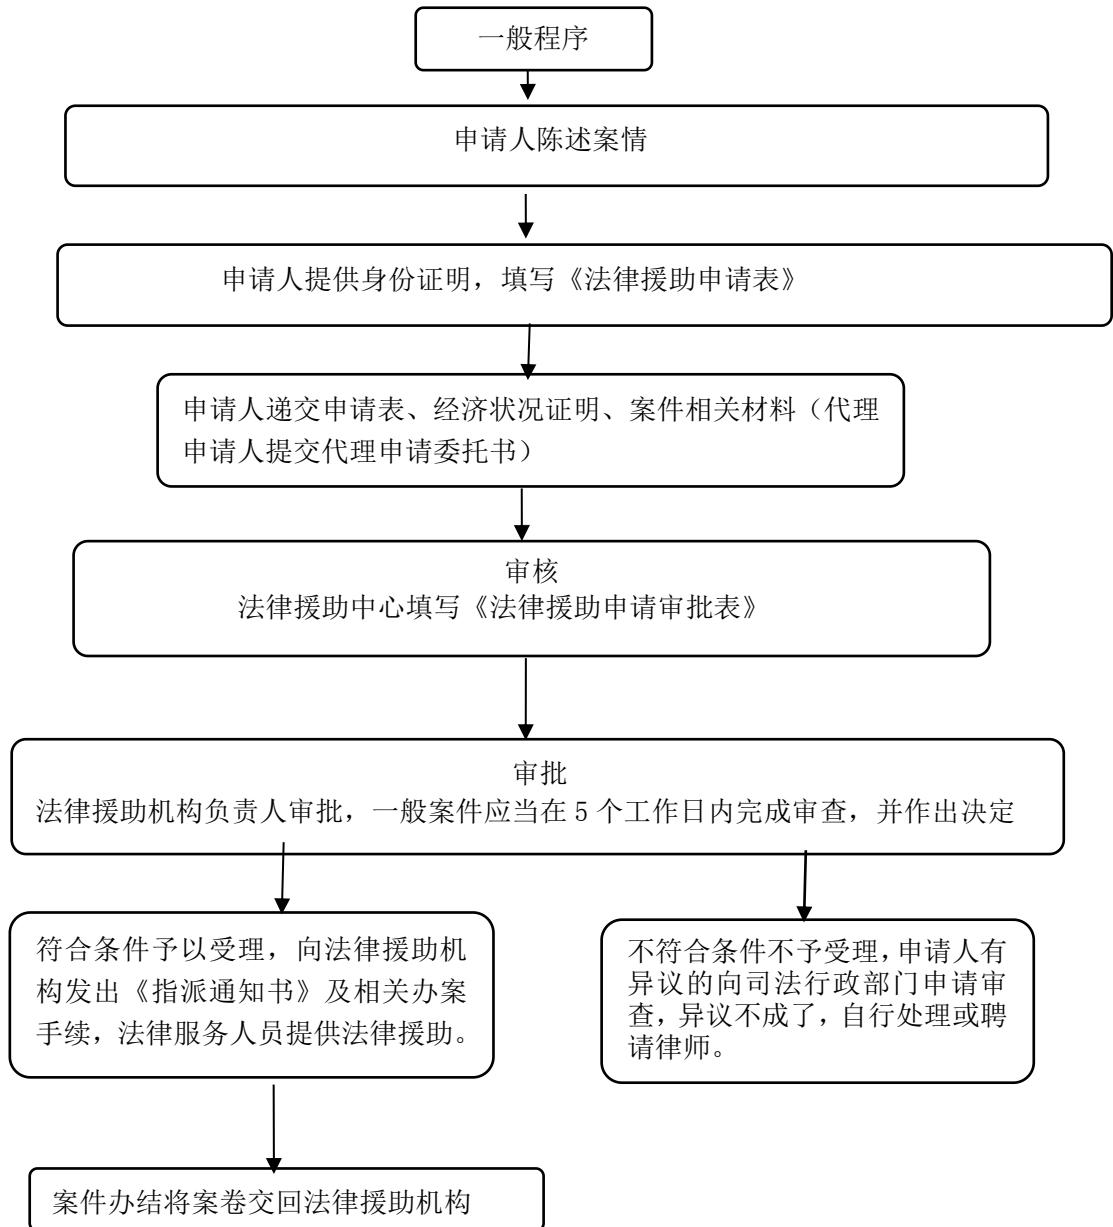 一般程序
申请人陈述案情
申请人提供身份证明，填写《法律援助申请表》
申请人递交申请表、经济状况证明、案件相关材料（代理
申请人提交代理申请委托书）
审核
法律援助中心填写《法律援助申请审批表》
审批
法律援助机构负责人审批，一般案件应当在 5 个工作日内完成审查，并作出决定
符合条件予以受理，向法律援助机
构发出《指派通知书》及相关办案
手续，法律服务人员提供法律援助。
不符合条件不予受理，申请人有
异议的向司法行政部门申请审
查，异议不成了，自行处理或聘
请律师。
案件办结将案卷交回法律援助机构